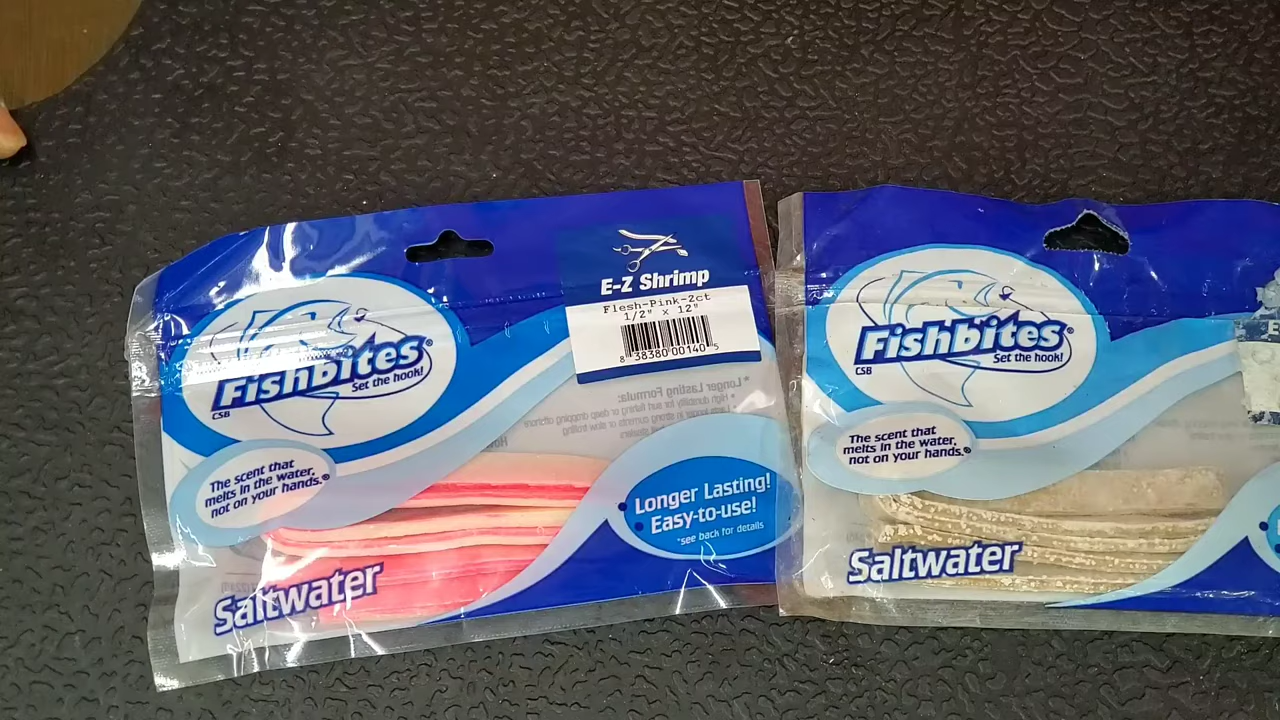 E-Z Shrimp
Flesh-Pink-2ct
1/2" x 12"
8 38380 00140 5
Fishbites®
Set the hook!
CSB
The scent that
melts in the water,
not on your hands.®
* Longer Lasting Formula:
Longer Lasting!
Easy-to-use!
*see back for details
Saltwater
Fishbites®
Set the hook!
CSB
The scent that
melts in the water,
not on your hands.®
Saltwater